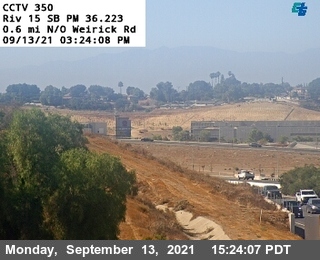 CCTV 350
Riv 15 SB PM 36.223
0.6 mi N/O Weirick Rd
09/13/21 03:24:08 PM
Monday, September 13, 2021 15:24:07 PDT